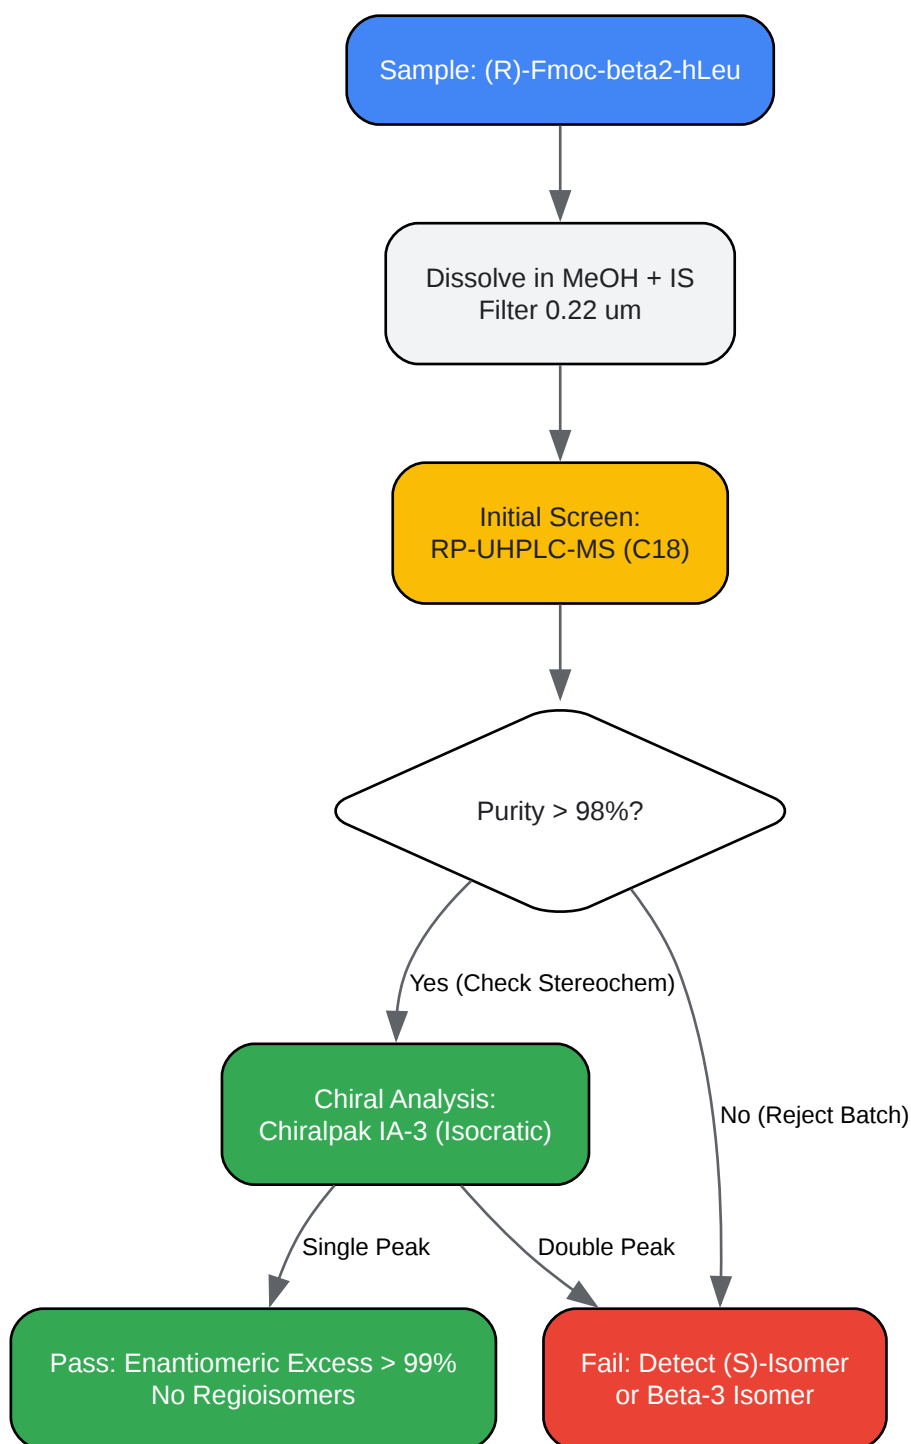 Sample: (R)-Fmoc-beta2-hLeu
Dissolve in MeOH + IS
Filter 0.22 um
Initial Screen:
RP-UHPLC-MS (C18)
Purity > 98%?
Yes (Check Stereochem)
No (Reject Batch)
Chiral Analysis:
Chiralpak IA-3 (Isocratic)
Single Peak
Double Peak
Pass: Enantiomeric Excess > 99%
No Regioisomers
Fail: Detect (S)-Isomer
or Beta-3 Isomer